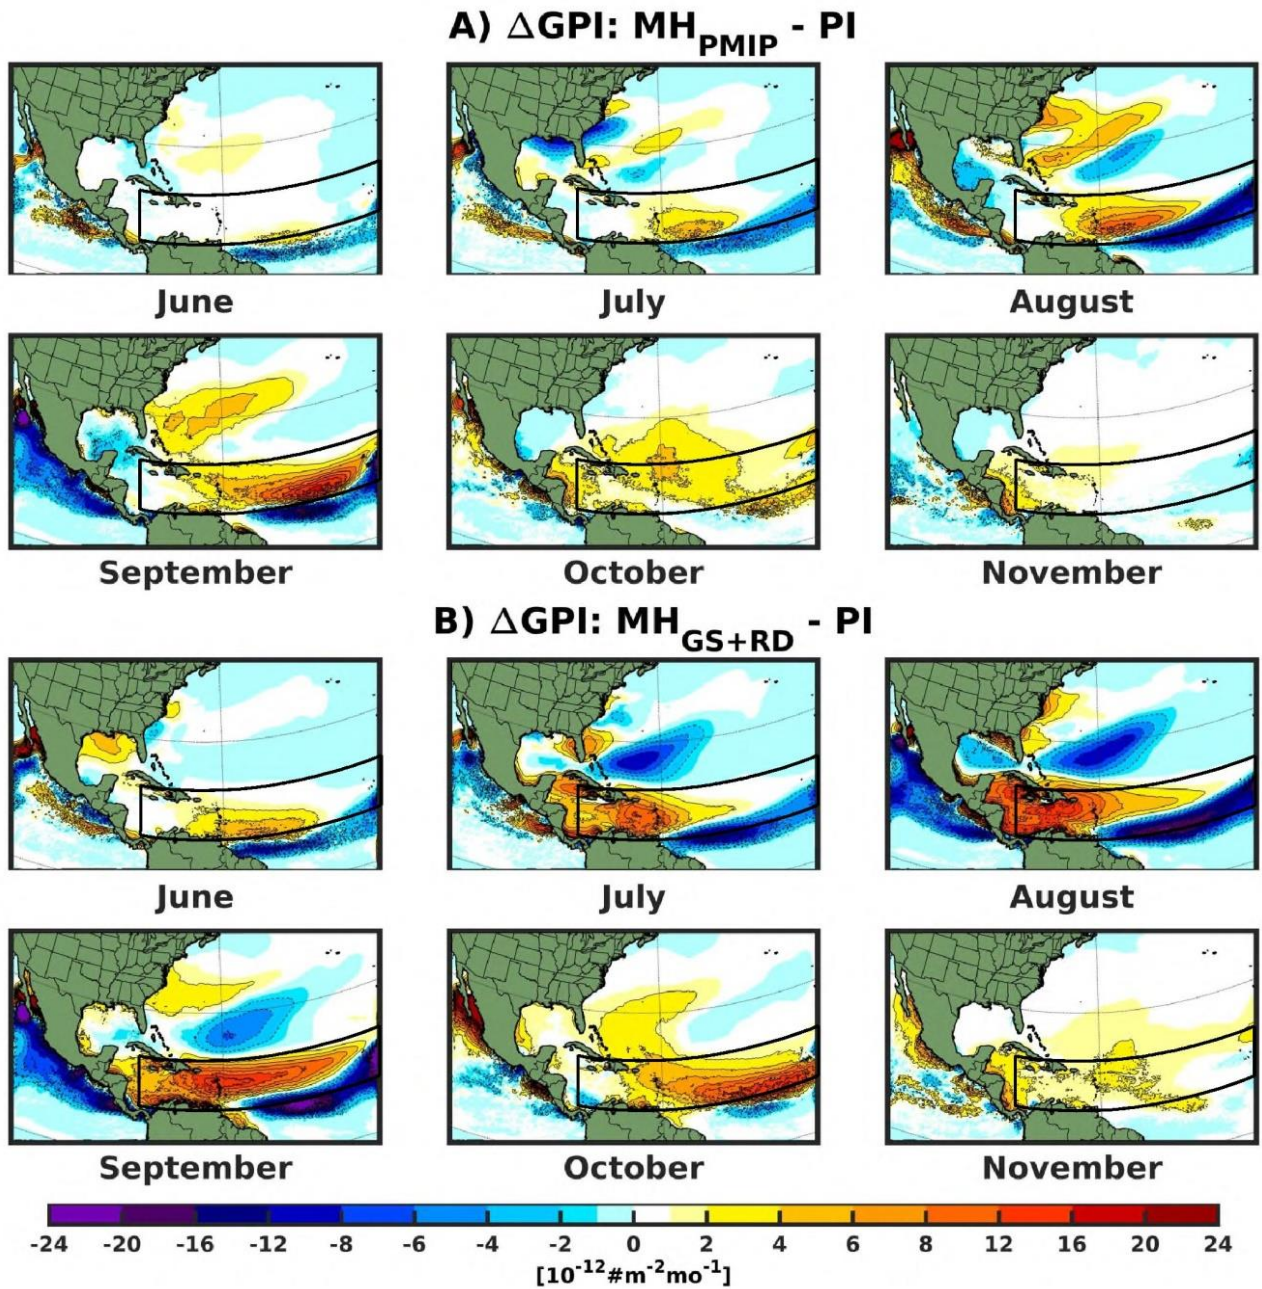 A) ΔGPI: MH_PMIP - PI
June July August
September October November
B) ΔGPI: MH_GS+RD - PI
June July August
September October November
-24 -20 -16 -12 -8 -6 -4 -2 0 2 4 6 8 12 16 20 24
[10^-12#m^-2mo^-1]